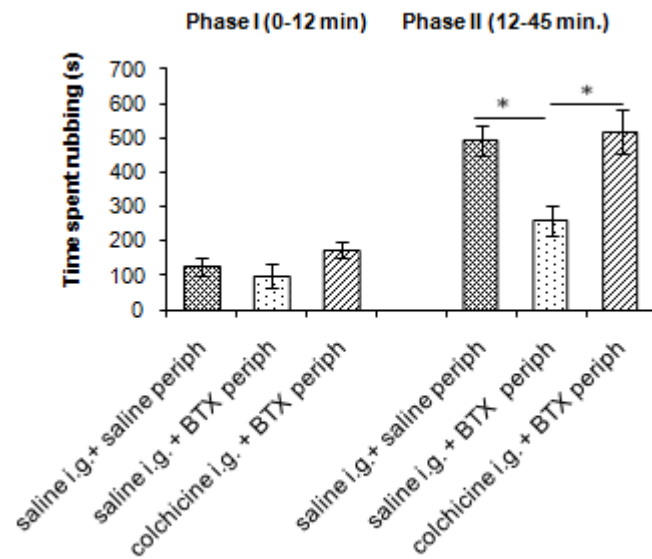 Phase I (0-12 min) Phase II (12-45 min.)
Time spent rubbing (s)
700
600
500
400
300
200
100
0
* *
saline i.g.+ saline periph
saline i.g. + BTX periph
colchicine i.g. + BTX periph
saline i.g.+ saline periph
saline i.g. + BTX periph
colchicine i.g. + BTX periph